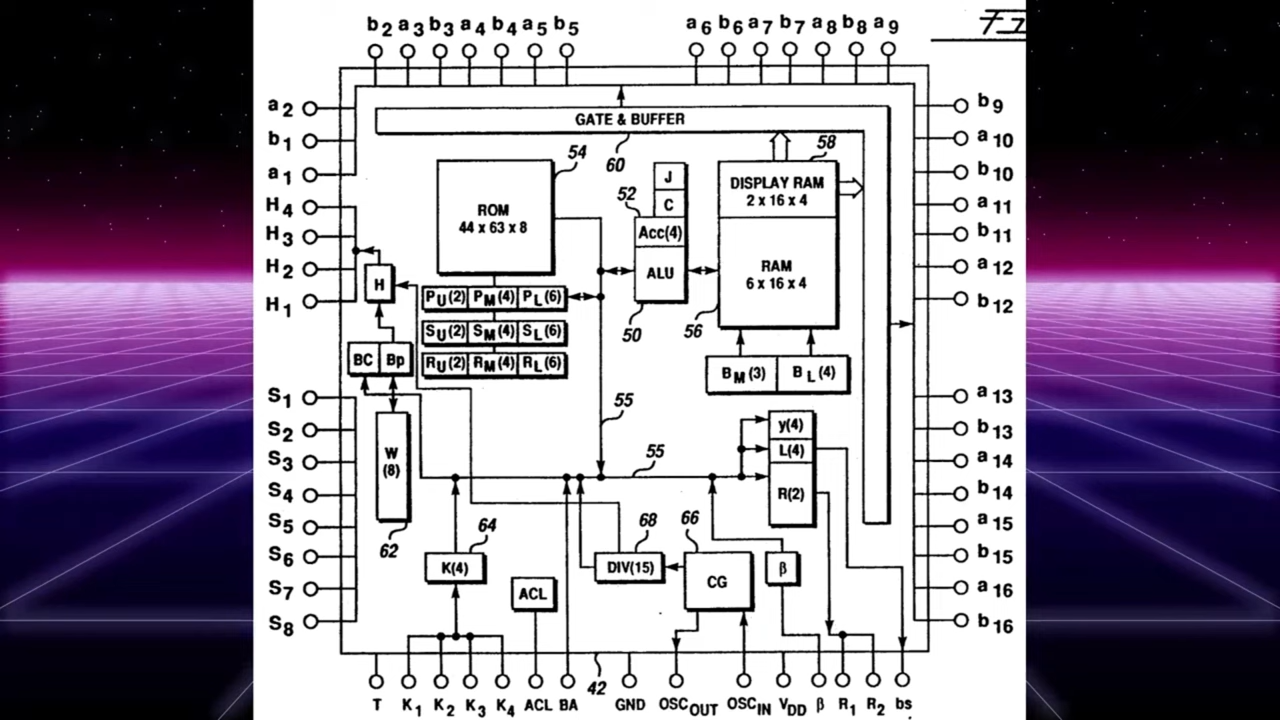 b2 a3 b3 a4 b4 a5 b5 a6 b6 a7 b7 a8 b8 a9
a2
b1
a1
H4
H3
H2
H1
S1
S2
S3
S4
S5
S6
S7
S8
GATE & BUFFER
60
ROM
44 x 63 x 8
54
J
C
52
Acc(4)
ALU
50
58
DISPLAY RAM
2 x 16 x 4
RAM
6 x 16 x 4
56
BM(3) BL(4)
H
PU(2) PM(4) PL(6)
SU(2) SM(4) SL(6)
RU(2) RM(4) RL(6)
BC Bp
W
(8)
62
55
55
y(4)
L(4)
R(2)
64
K(4)
ACL
68
DIV(15)
66
CG
β
42
b9
a10
b10
a11
b11
a12
b12
a13
b13
a14
b14
a15
b15
a16
b16
T K1 K2 K3 K4 ACL BA GND OSCOUT OSCIN VDD β R1 R2 bs